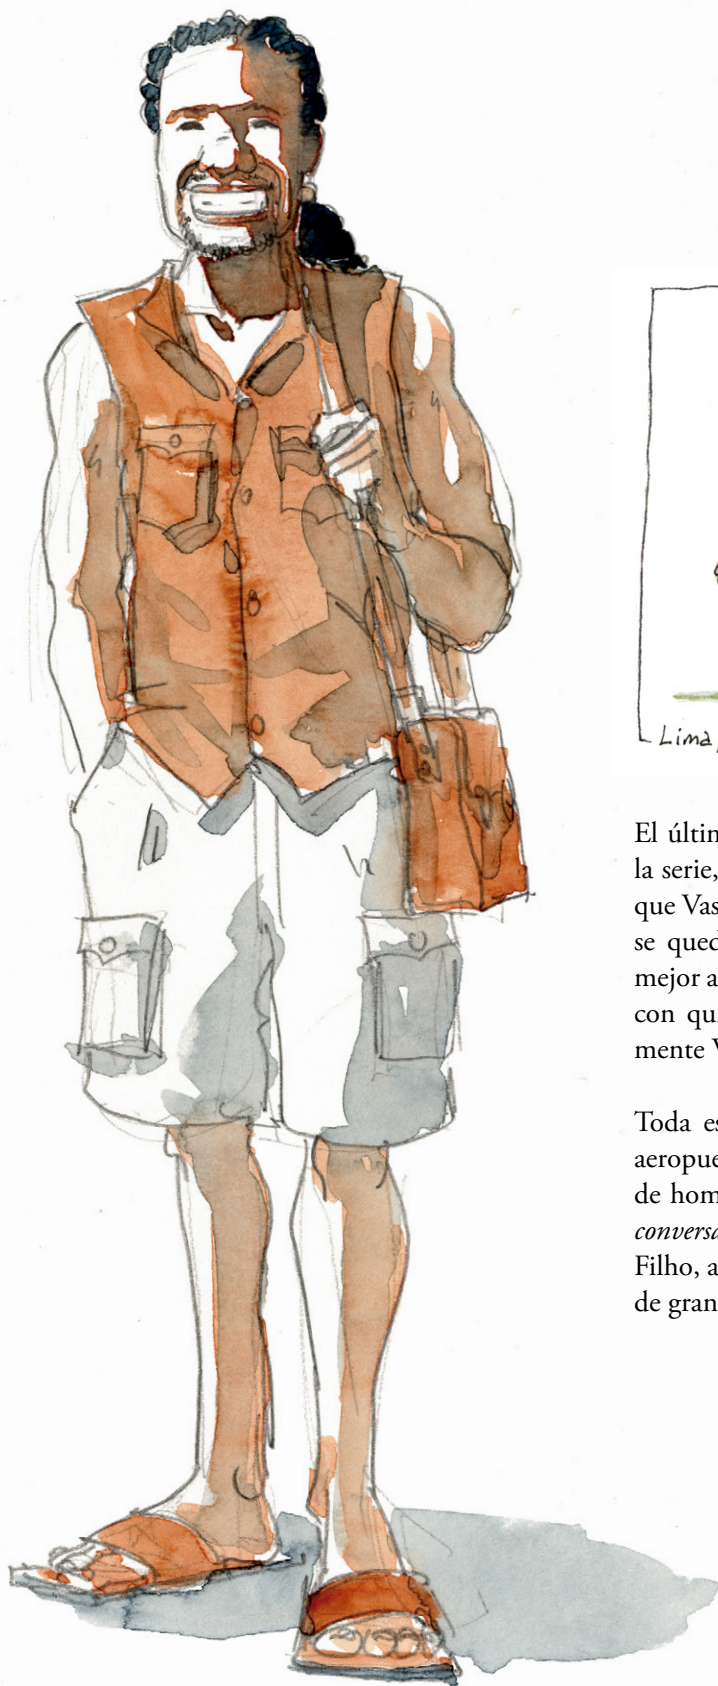 Lima,
El últin
la serie,
que Vas
se qued
mejor a
con qu
mente V
Toda es
aeropue
de hom
conversa
Filho, a
de gran